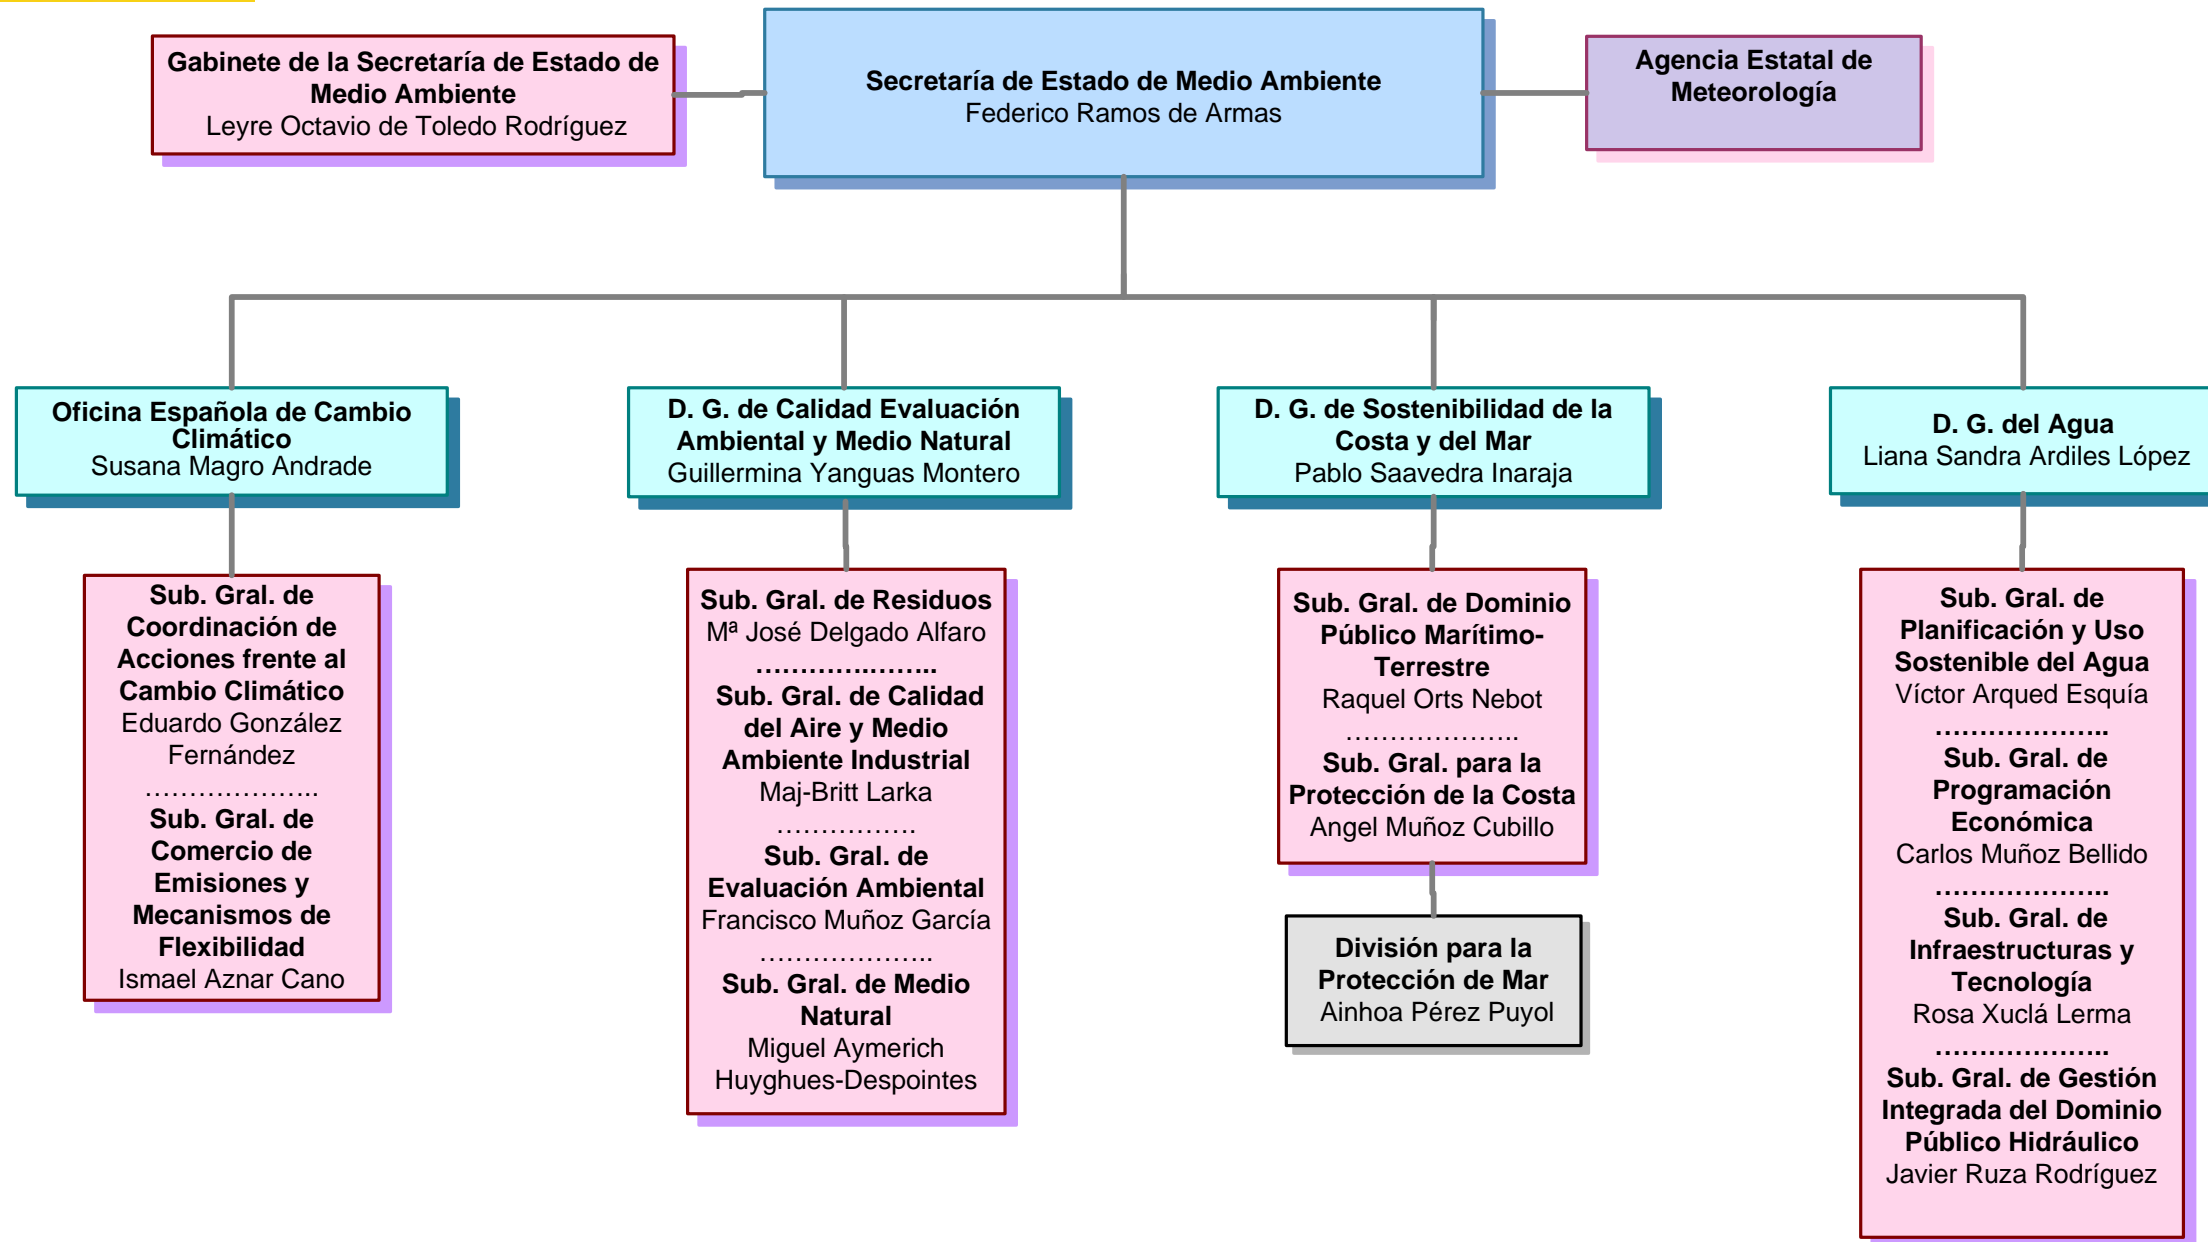 Gabinete de la Secretaría de Estado de
Medio Ambiente
Leyre Octavio de Toledo Rodríguez
Secretaría de Estado de Medio Ambiente
Federico Ramos de Armas
Agencia Estatal de
Meteorología
Oficina Española de Cambio
Climático
Susana Magro Andrade
D. G. de Calidad Evaluación
Ambiental y Medio Natural
Guillermina Yanguas Montero
D. G. de Sostenibilidad de la
Costa y del Mar
Pablo Saavedra Inaraja
D. G. del Agua
Liana Sandra Ardiles López
Sub. Gral. de
Coordinación de
Acciones frente al
Cambio Climático
Eduardo González
Fernández
………………..
Sub. Gral. de
Comercio de
Emisiones y
Mecanismos de
Flexibilidad
Ismael Aznar Cano
Sub. Gral. de Residuos
Mª José Delgado Alfaro
…………..……..
Sub. Gral. de Calidad
del Aire y Medio
Ambiente Industrial
Maj-Britt Larka
…………….
Sub. Gral. de
Evaluación Ambiental
Francisco Muñoz García
………………..
Sub. Gral. de Medio
Natural
Miguel Aymerich
Huyghues-Despointes
Sub. Gral. de Dominio
Público Marítimo-
Terrestre
Raquel Orts Nebot
………………..
Sub. Gral. para la
Protección de la Costa
Angel Muñoz Cubillo
División para la
Protección de Mar
Ainhoa Pérez Puyol
Sub. Gral. de
Planificación y Uso
Sostenible del Agua
Víctor Arqued Esquía
………………..
Sub. Gral. de
Programación
Económica
Carlos Muñoz Bellido
………………..
Sub. Gral. de
Infraestructuras y
Tecnología
Rosa Xuclá Lerma
………………..
Sub. Gral. de Gestión
Integrada del Dominio
Público Hidráulico
Javier Ruza Rodríguez